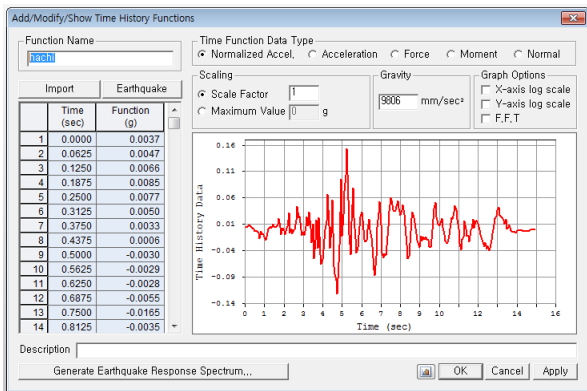 Add/Modify/Show Time History Functions
Function Name
hachi
Import
Earthquake
Time Function Data Type
Normalized Accel.
Acceleration
Force
Moment
Normal
Scaling
Scale Factor
1
Maximum Value
0
g
Gravity
9806
mm/sec²
Graph Options
X-axis log scale
Y-axis log scale
F.F.T
Time (sec) Function (g)
1 0.0000 0.0037
2 0.0625 0.0047
3 0.1250 0.0066
4 0.1875 0.0085
5 0.2500 0.0077
6 0.3125 0.0050
7 0.3750 0.0033
8 0.4375 0.0006
9 0.5000 -0.0030
10 0.5625 -0.0029
11 0.6250 -0.0028
12 0.6875 -0.0055
13 0.7500 -0.0165
14 0.8125 -0.0035
Time History Data
0.16
0.11
0.06
0.01
-0.04
-0.09
-0.14
0 1 2 3 4 5 6 7 8 9 10 11 12 13 14 15 16
Time (sec)
Description
Generate Earthquake Response Spectrum...
OK
Cancel
Apply